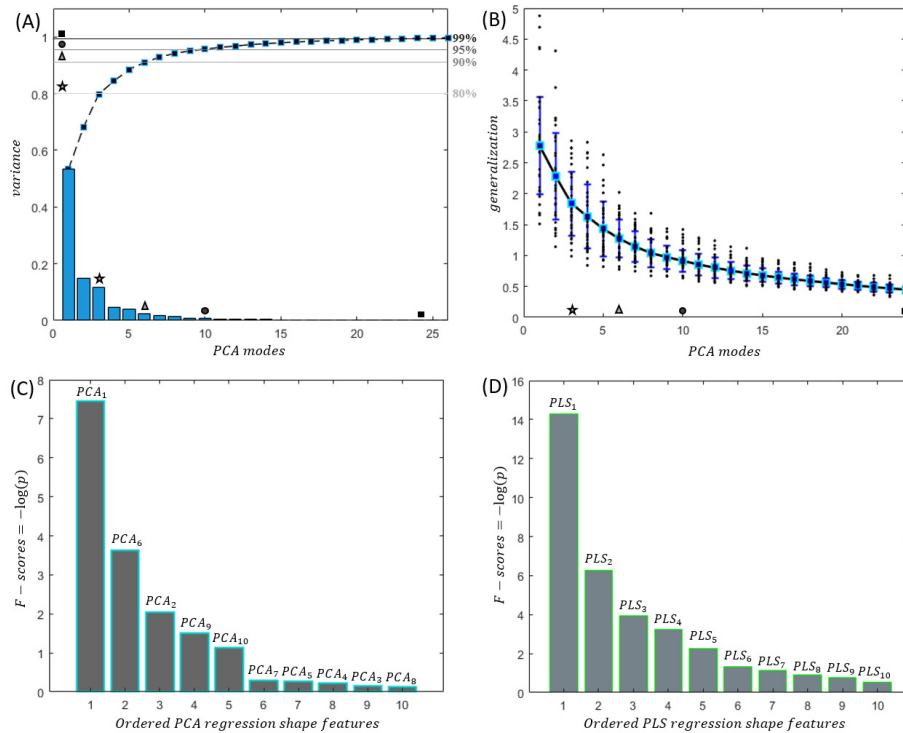 (A)
variance
1
0.8
0.6
0.4
0.2
0
99%
95%
90%
80%
0 5 10 15 20 25
PCA modes
(B)
generalization
5
4.5
4
3.5
3
2.5
2
1.5
1
0.5
0
0 5 10 15 20
PCA modes
(C)
F − scores = −log(p)
8
7
6
5
4
3
2
1
0
PCA₁
PCA₆
PCA₂
PCA₉
PCA₁₀
PCA₇ PCA₅ PCA₄ PCA₃ PCA₈
1 2 3 4 5 6 7 8 9 10
Ordered PCA regression shape features
(D)
F − scores = −log(p)
16
14
12
10
8
6
4
2
0
PLS₁
PLS₂
PLS₃
PLS₄
PLS₅
PLS₆ PLS₇ PLS₈ PLS₉ PLS₁₀
1 2 3 4 5 6 7 8 9 10
Ordered PLS regression shape features